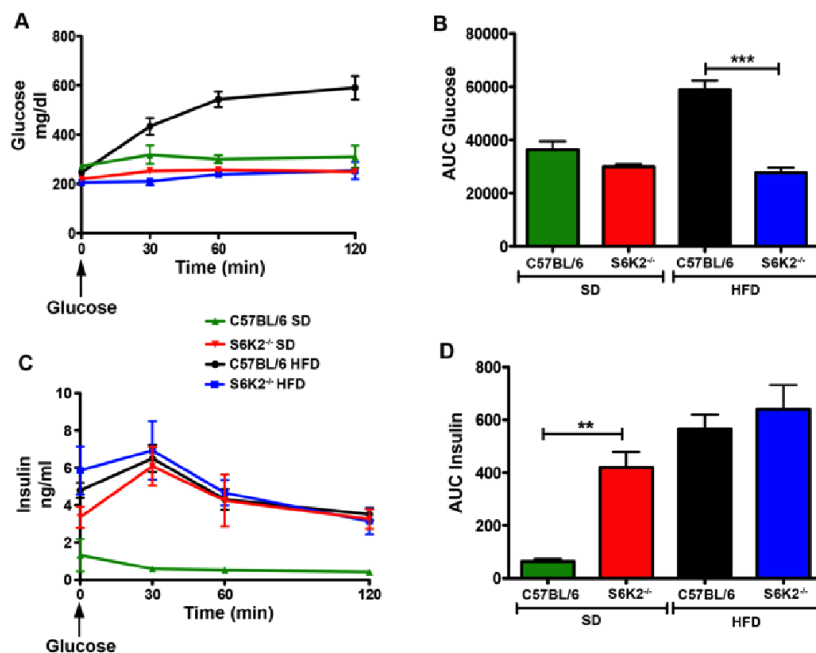 A
Glucose
mg/dl
800
600
400
200
0
0 30 60 120
Time (min)
Glucose
B
AUC Glucose
80000
60000
40000
20000
0
***
C57BL/6 S6K2-/- C57BL/6 S6K2-/-
SD HFD
C57BL/6 SD
S6K2-/- SD
C57BL/6 HFD
S6K2-/- HFD
C
Insulin
ng/ml
10
8
6
4
2
0
0 30 60 120
Time (min)
Glucose
D
AUC Insulin
800
600
400
200
0
**
C57BL/6 S6K2-/- C57BL/6 S6K2-/-
SD HFD